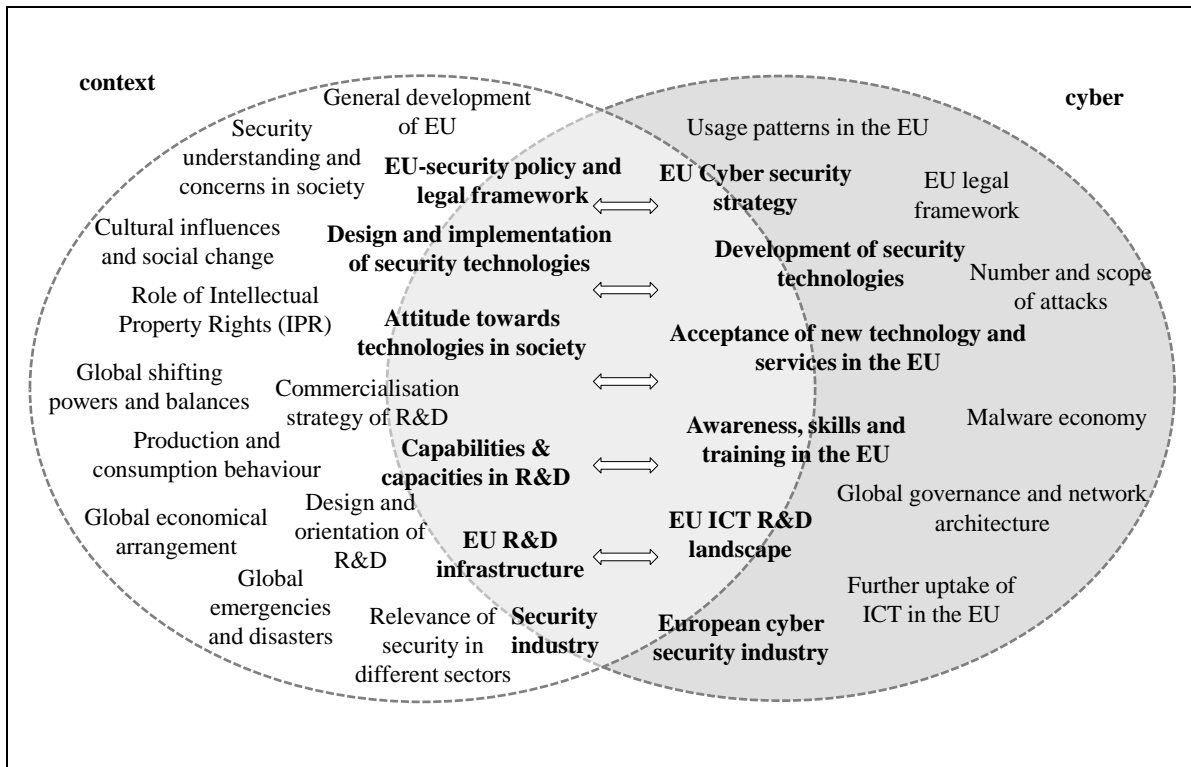 context
cyber
General development
of EU
Security
understanding and
concerns in society
Usage patterns in the EU
EU-security policy and
legal framework
EU Cyber security
strategy
EU legal
framework
Cultural influences
and social change
Design and implementation
of security technologies
Development of security
technologies
Number and scope
of attacks
Role of Intellectual
Property Rights (IPR)
Attitude towards
technologies in society
Acceptance of new technology and
services in the EU
Global shifting
powers and balances
Commercialisation
strategy of R&D
Malware economy
Production and
consumption behaviour
Capabilities &
capacities in R&D
Awareness, skills and
training in the EU
Global governance and network
architecture
Global economical
arrangement
Design and
orientation of
R&D
EU R&D
infrastructure
EU ICT R&D
landscape
Global
emergencies
and disasters
Further uptake of
ICT in the EU
Relevance of
security in
different sectors
Security
industry
European cyber
security industry